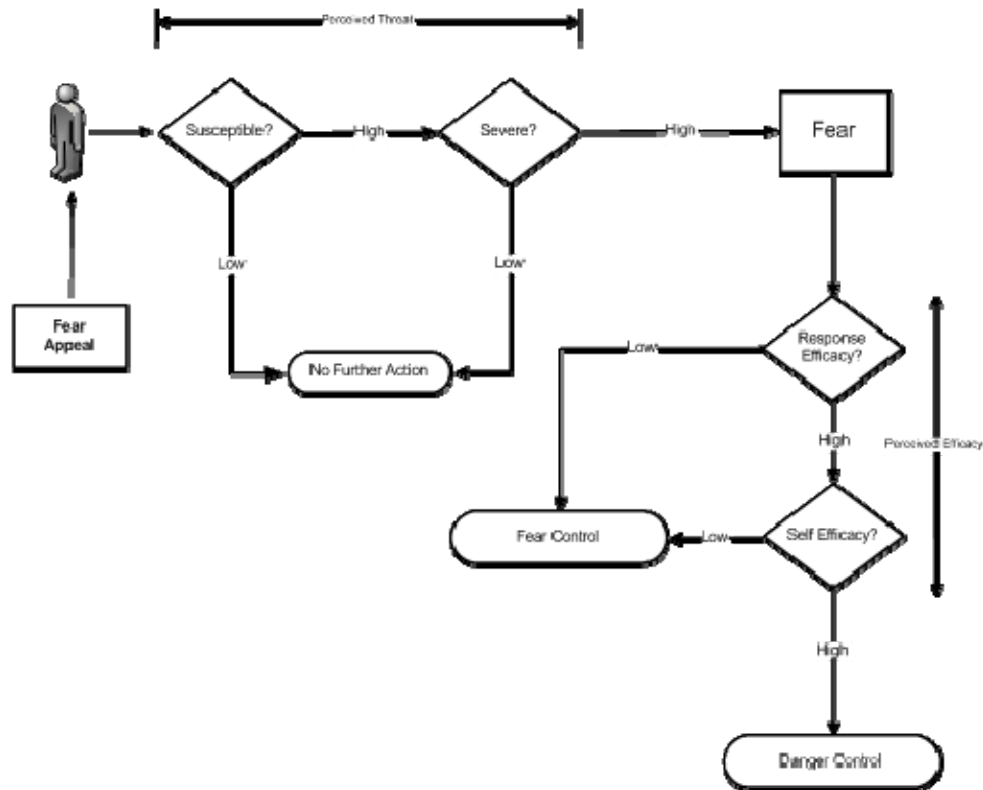 Perceived Threat
Susceptible?
High
Severe?
High
Fear
Low
Low
Fear
Appeal
No Further Action
Response
Efficacy?
Low
High
Perceived Efficacy
Fear Control
Low
Self Efficacy?
High
Danger Control